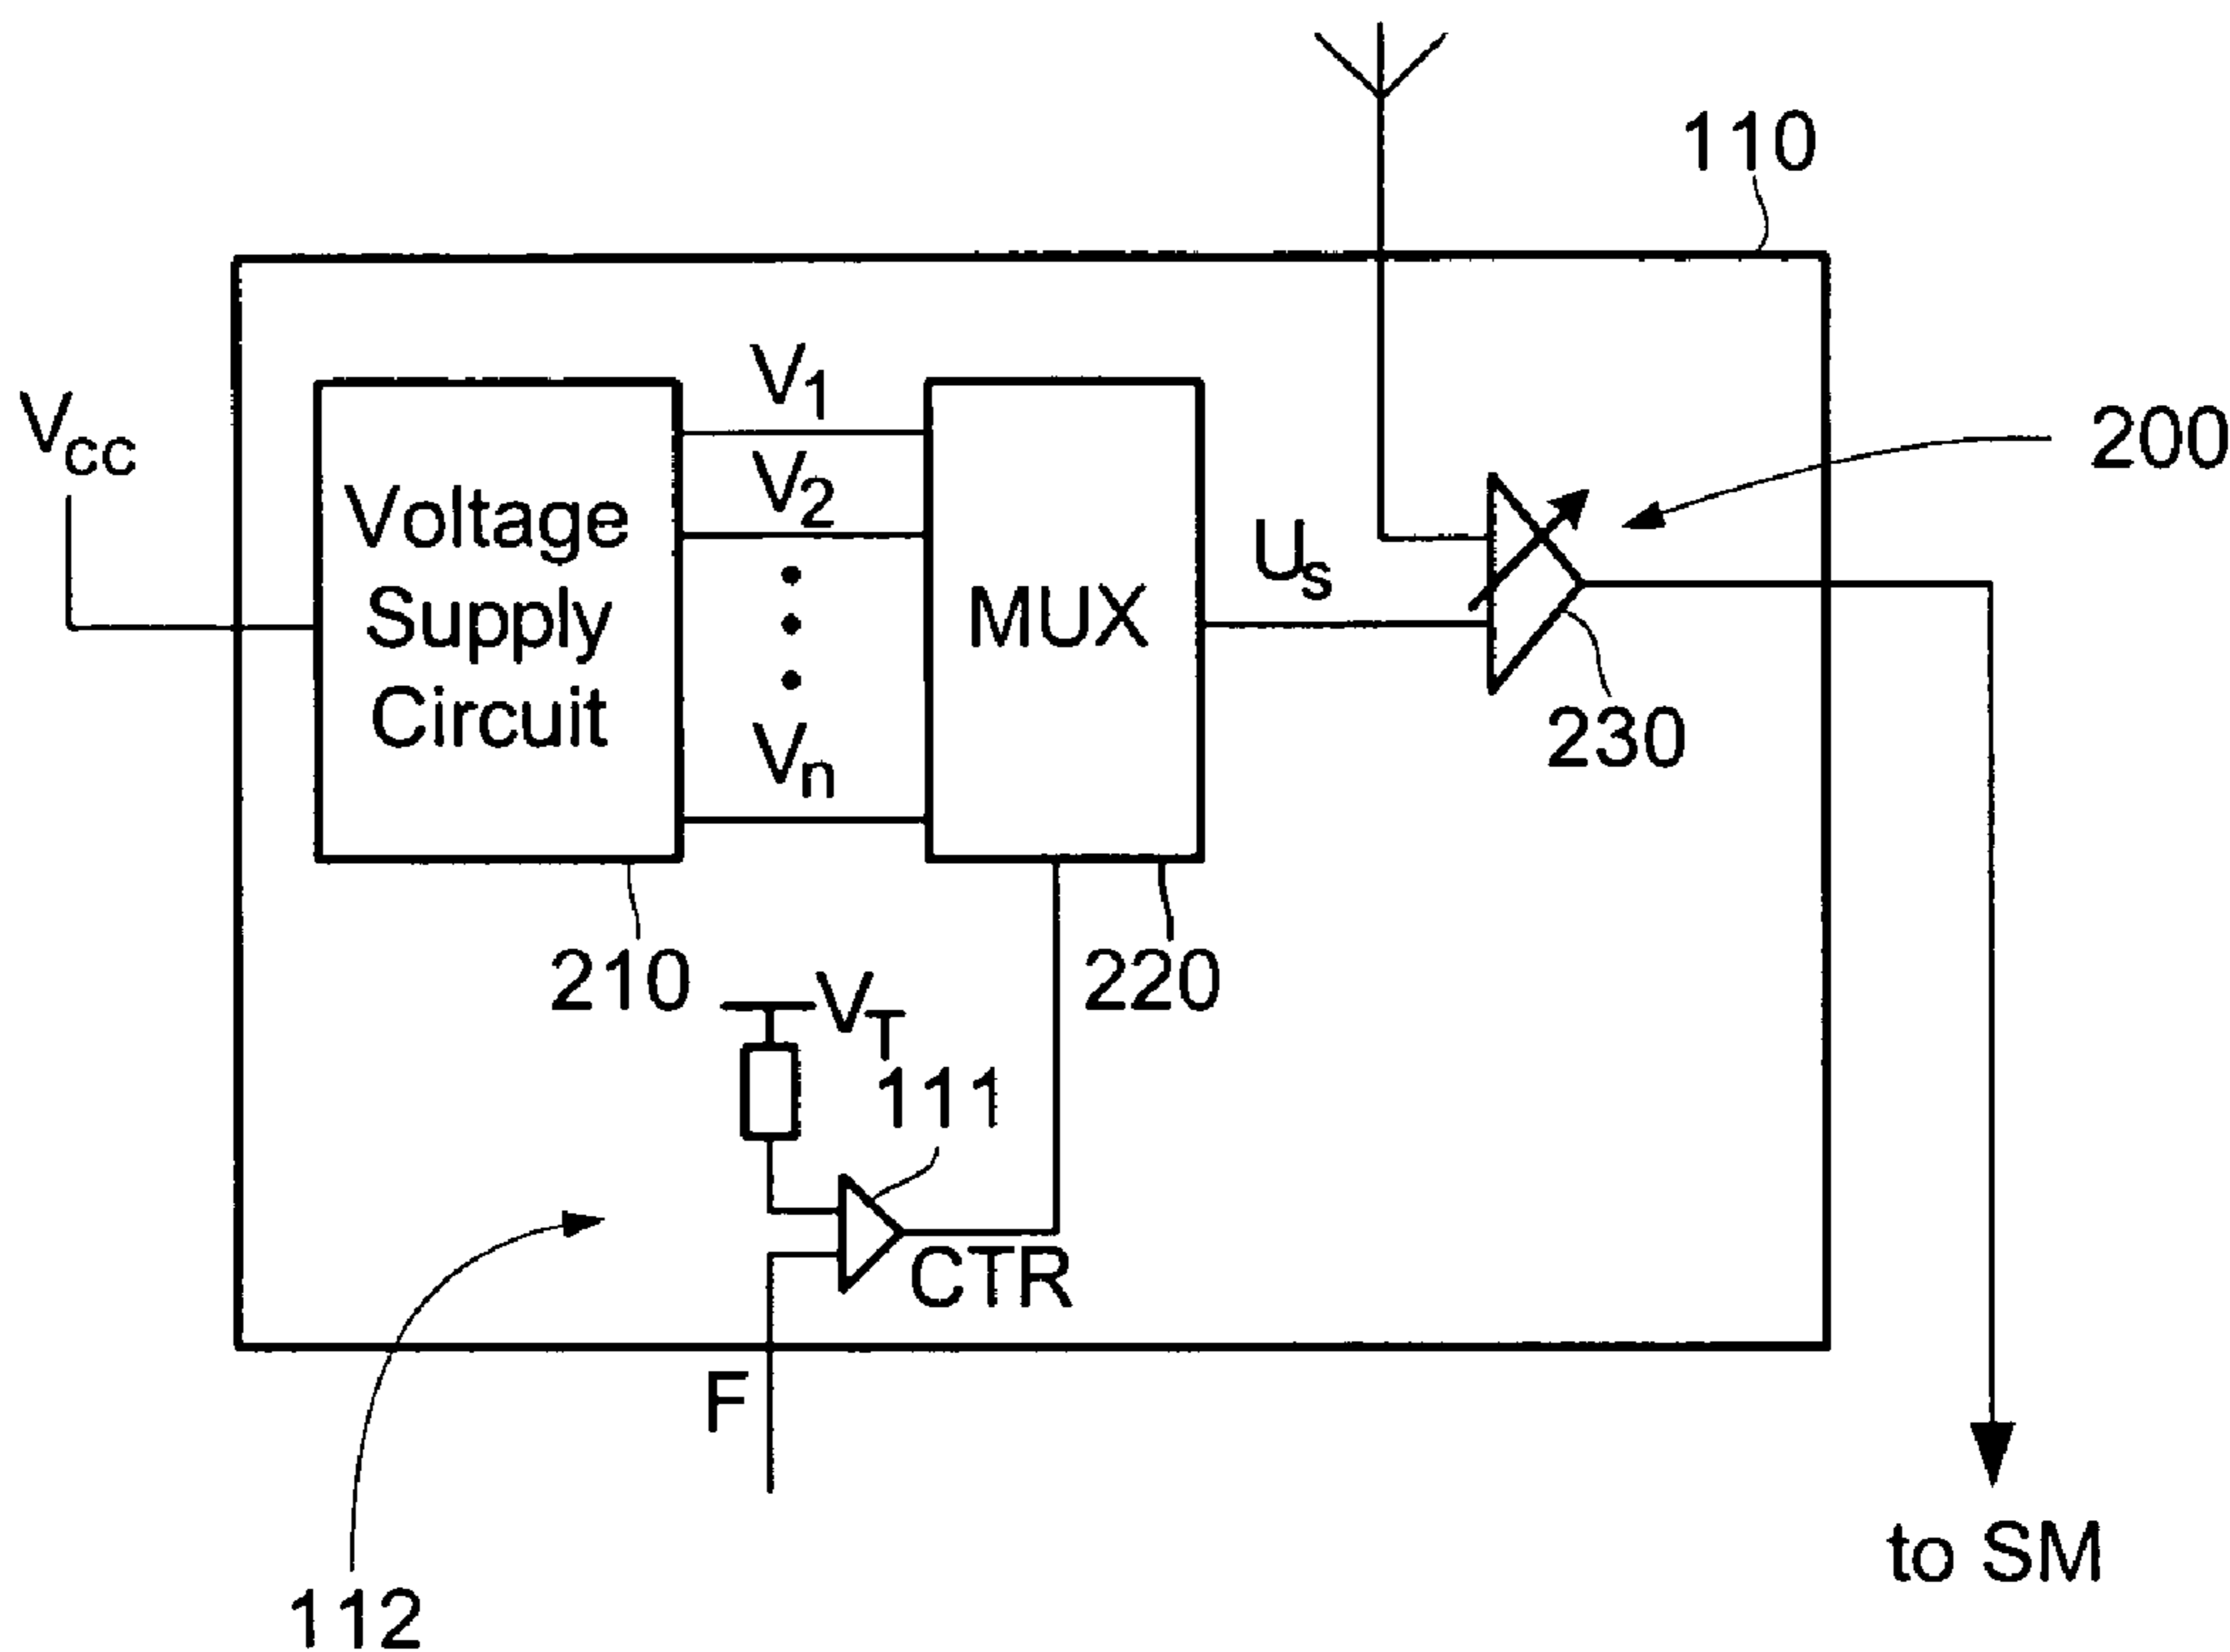 110
200
V1
V2
Vn
Vcc
Voltage
Supply
Circuit
MUX
Us
230
210
220
VT
111
CTR
F
112
to SM